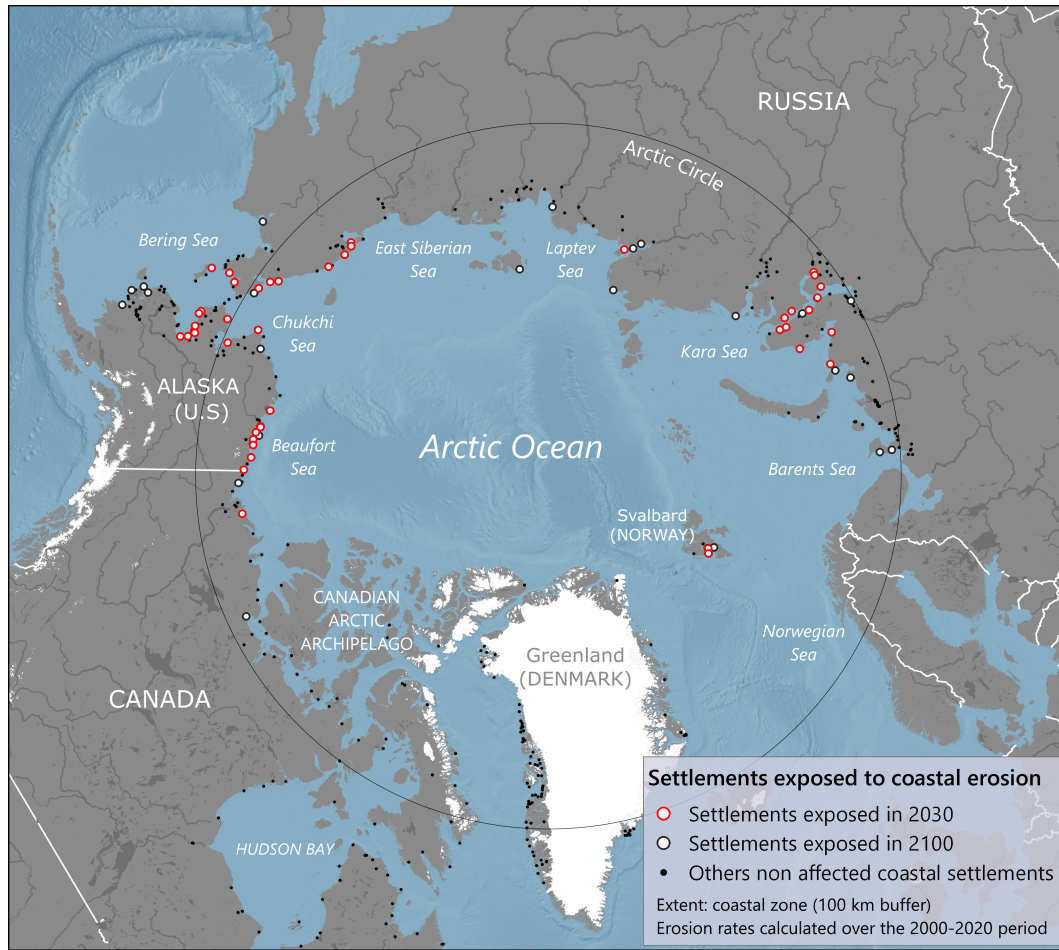 RUSSIA
Arctic Circle
Bering Sea
East Siberian
Sea
Laptev
Sea
Chukchi
Sea
Kara Sea
ALASKA
(U.S)
Beaufort
Sea
Arctic Ocean
Barents Sea
Svalbard
(NORWAY)
CANADIAN
ARCTIC
ARCHIPELAGO
Norwegian
Sea
Greenland
(DENMARK)
CANADA
HUDSON BAY
Settlements exposed to coastal erosion
Settlements exposed in 2030
Settlements exposed in 2100
Others non affected coastal settlements
Extent: coastal zone (100 km buffer)
Erosion rates calculated over the 2000-2020 period